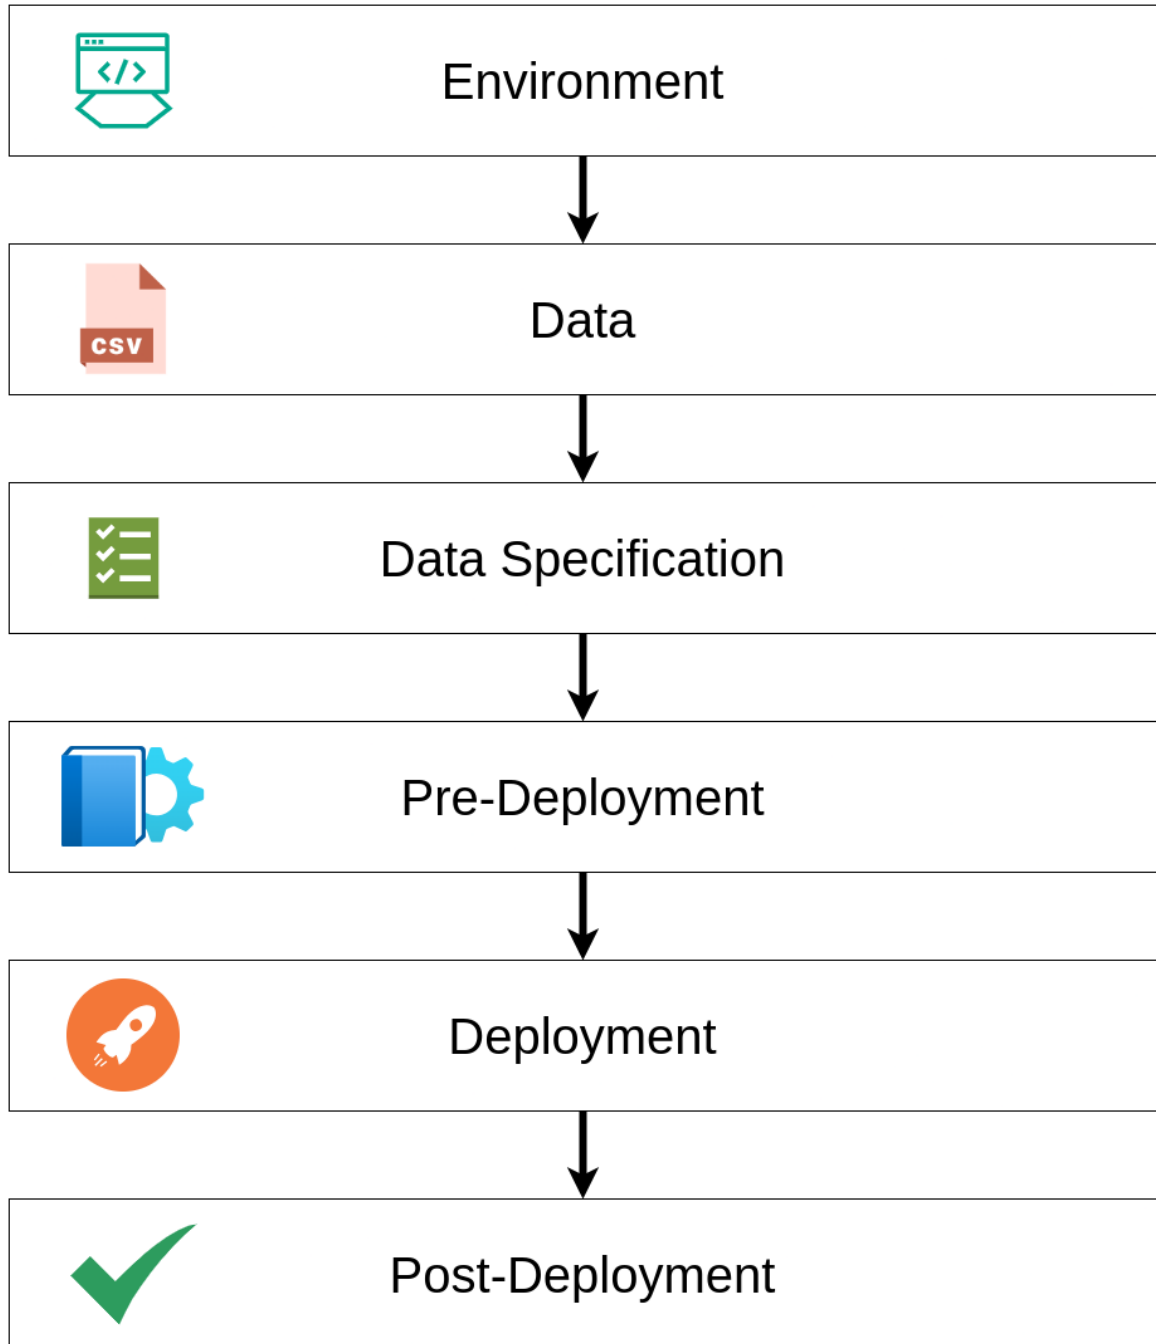 Environment
Data
CSV
Data Specification
Pre-Deployment
Deployment
Post-Deployment